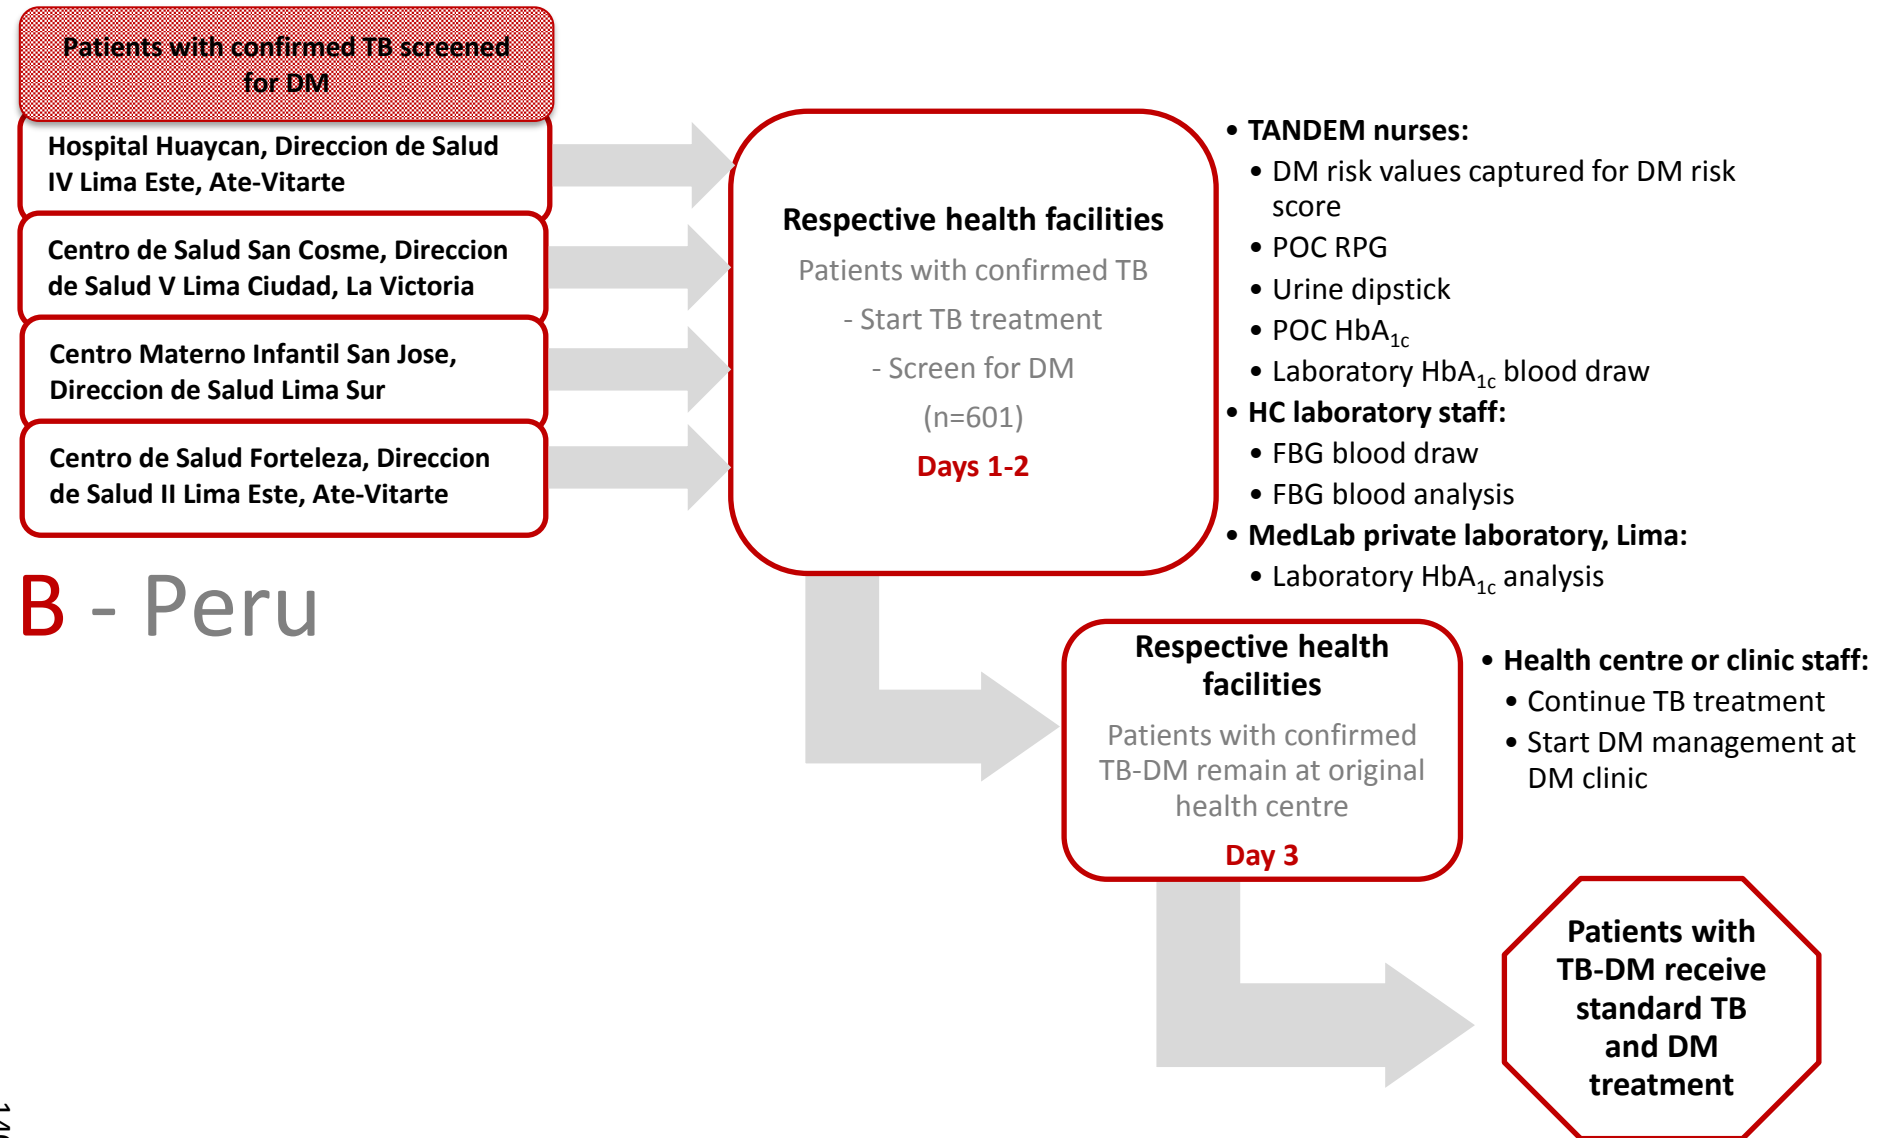 Patients with confirmed TB screened
for DM
Hospital Huaycan, Direccion de Salud
IV Lima Este, Ate-Vitarte
Centro de Salud San Cosme, Direccion
de Salud V Lima Ciudad, La Victoria
Centro Materno Infantil San Jose,
Direccion de Salud Lima Sur
Centro de Salud Forteleza, Direccion
de Salud II Lima Este, Ate-Vitarte
B - Peru
Respective health facilities
Patients with confirmed TB
- Start TB treatment
- Screen for DM
(n=601)
Days 1-2
• TANDEM nurses:
• DM risk values captured for DM risk
score
• POC RPG
• Urine dipstick
• POC HbA1c
• Laboratory HbA1c blood draw
• HC laboratory staff:
• FBG blood draw
• FBG blood analysis
• MedLab private laboratory, Lima:
• Laboratory HbA1c analysis
Respective health
facilities
Patients with confirmed
TB-DM remain at original
health centre
Day 3
• Health centre or clinic staff:
• Continue TB treatment
• Start DM management at
DM clinic
Patients with
TB-DM receive
standard TB
and DM
treatment